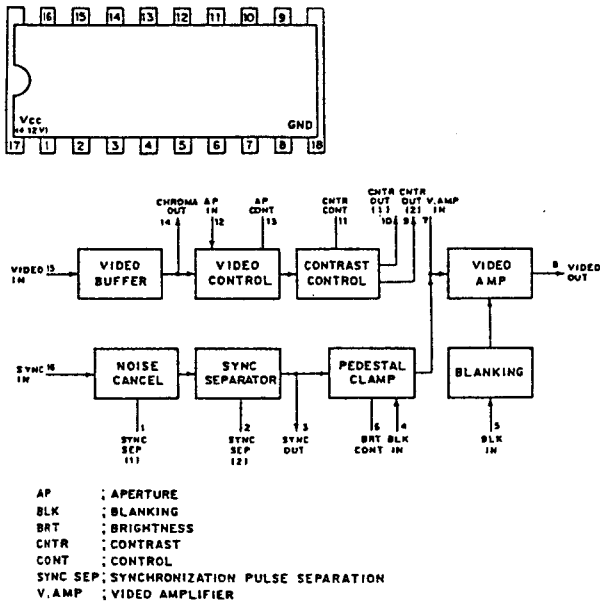 16 15 14 13 12 11 10 9
VCC
(+12V)
GND
17 1 2 3 4 5 6 7 8 18
CHROMA
OUT
14
AP
IN
12
AP
CONT
13
CNTR
CONT
11
CNTR
OUT
(1)
10
CNTR
OUT
(2)
9
V.AMP
IN
7
VIDEO
IN
15
VIDEO
BUFFER
VIDEO
CONTROL
CONTRAST
CONTROL
VIDEO
AMP
8
VIDEO
OUT
SYNC
IN
16
NOISE
CANCEL
SYNC
SEPARATOR
PEDESTAL
CLAMP
BLANKING
1
SYNC
SEP
(1)
2
SYNC
SEP
(2)
3
SYNC
OUT
6
BRT
CONT
4
BLK
IN
5
BLK
IN
AP ; APERTURE
BLK ; BLANKING
BRT ; BRIGHTNESS
CNTR ; CONTRAST
CONT ; CONTROL
SYNC SEP ; SYNCHRONIZATION PULSE SEPARATION
V.AMP ; VIDEO AMPLIFIER